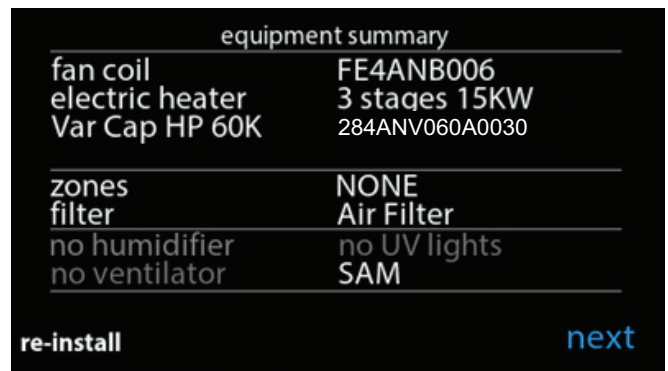 equipment summary
fan coil FE4ANB006
electric heater 3 stages 15KW
Var Cap HP 60K 284ANV060A0030
zones NONE
filter Air Filter
no humidifier no UV lights
no ventilator SAM
re-install next